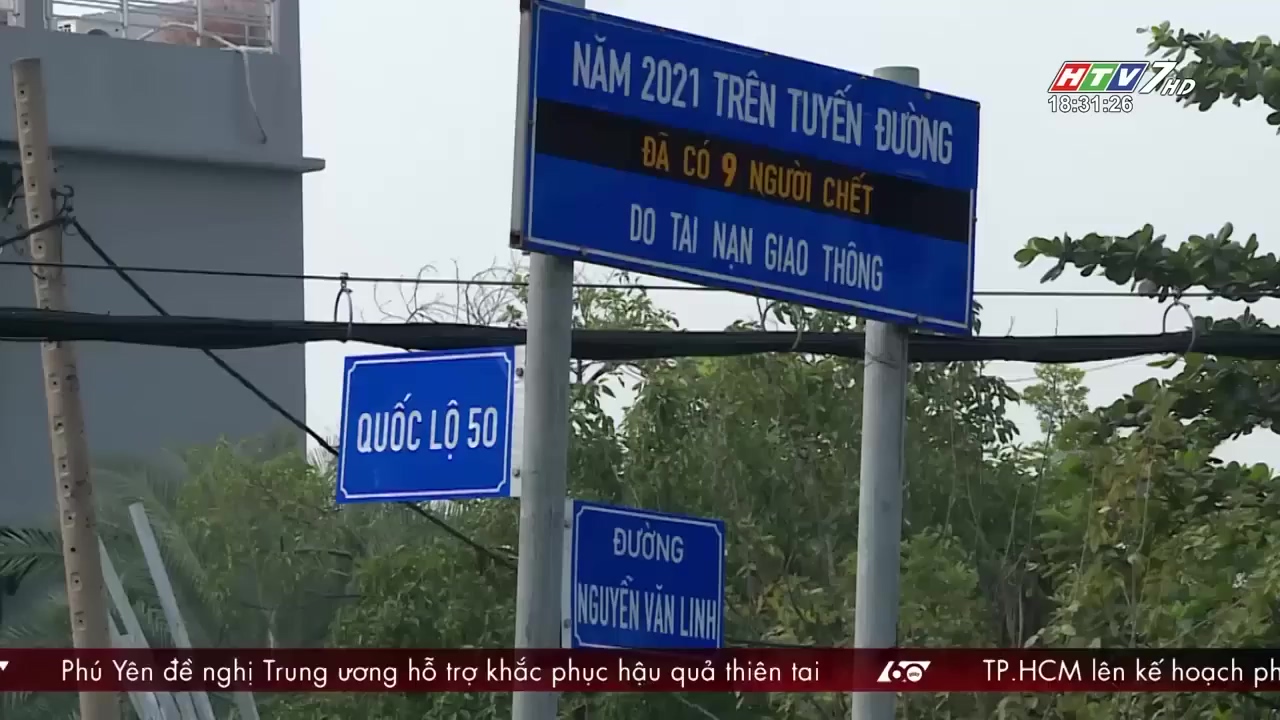 HTV7 HD
18:31:26
NĂM 2021 TRÊN TUYẾN ĐƯỜNG
ĐÃ CÓ 9 NGƯỜI CHẾT
DO TAI NẠN GIAO THÔNG
QUỐC LỘ 50
ĐƯỜNG
NGUYỄN VĂN LINH
Phú Yên đề nghị Trung ương hỗ trợ khắc phục hậu quả thiên tai
60
TP.HCM lên kế hoạch ph